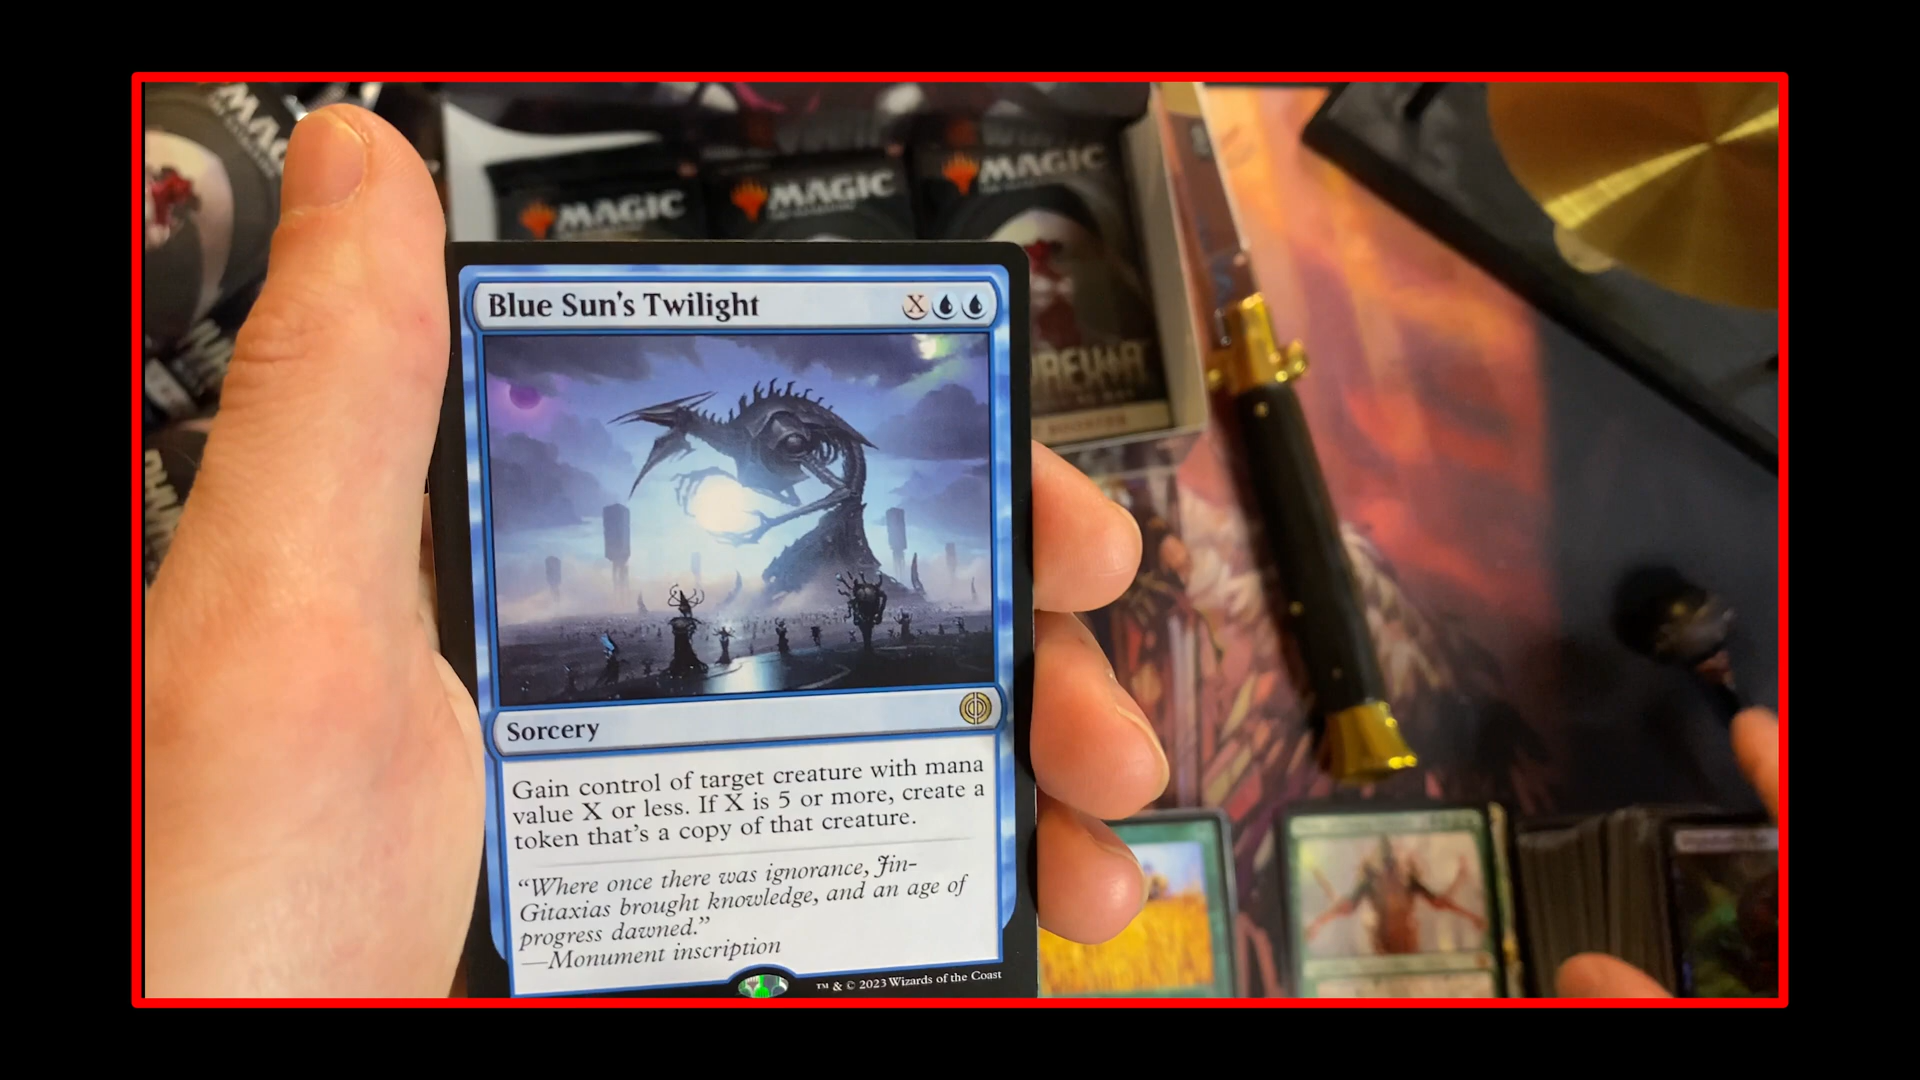 MAGIC
MAGIC
MAGIC
Blue Sun's Twilight
X
Sorcery
Gain control of target creature with mana
value X or less. If X is 5 or more, create a
token that's a copy of that creature.
“Where once there was ignorance, Jin-
Gitaxias brought knowledge, and an age of
progress dawned.”
—Monument inscription
™ & © 2023 Wizards of the Coast